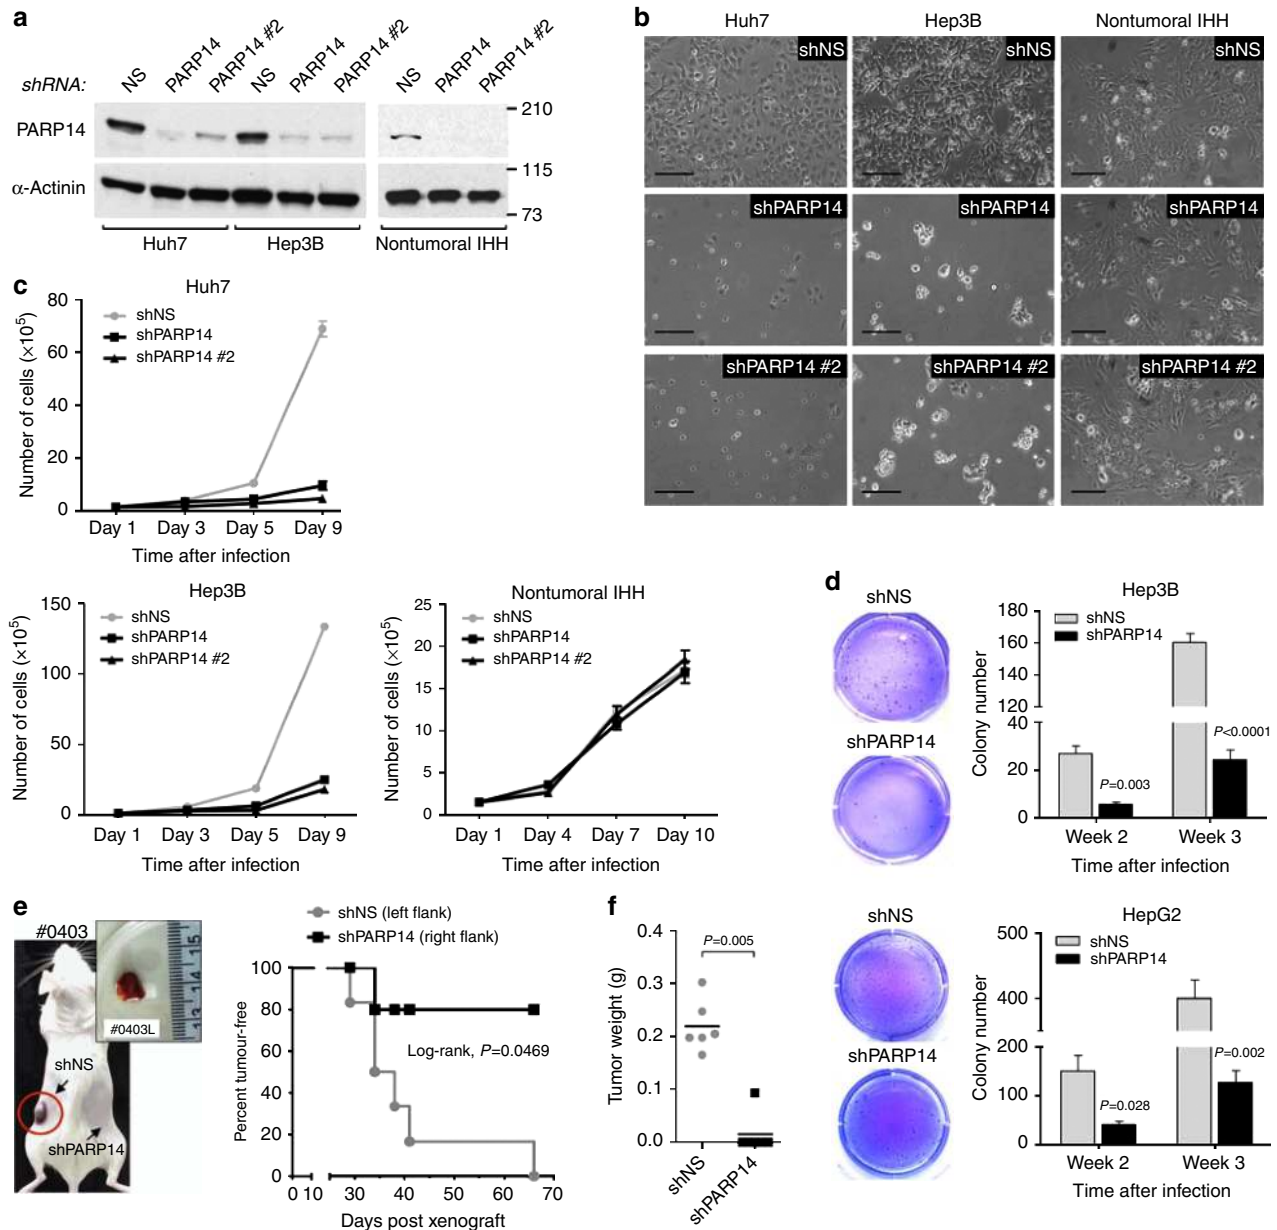 a
shRNA:
NS
PARP14
PARP14 #2
NS
PARP14
PARP14 #2
NS
PARP14
PARP14 #2
PARP14
α-Actinin
210
115
73
Huh7
Hep3B
Nontumoral IHH
b
Huh7
Hep3B
Nontumoral IHH
shNS
shNS
shNS
shPARP14
shPARP14
shPARP14
shPARP14 #2
shPARP14 #2
shPARP14 #2
c
Huh7
shNS
shPARP14
shPARP14 #2
Number of cells (×10⁵)
80
60
40
20
0
Day 1 Day 3 Day 5 Day 9
Time after infection
Hep3B
shNS
shPARP14
shPARP14 #2
Number of cells (×10⁵)
150
100
50
0
Day 1 Day 3 Day 5 Day 9
Time after infection
Nontumoral IHH
shNS
shPARP14
shPARP14 #2
Number of cells (×10⁵)
25
20
15
10
5
0
Day 1 Day 4 Day 7 Day 10
Time after infection
d
shNS
shPARP14
Hep3B
shNS
shPARP14
Colony number
180
160
140
120
40
20
0
P=0.003
P<0.0001
Week 2 Week 3
Time after infection
shNS
shPARP14
HepG2
shNS
shPARP14
Colony number
500
400
200
100
0
P=0.028
P=0.002
Week 2 Week 3
Time after infection
e
#0403
#0403L
13 14 15
shNS
shPARP14
shNS (left flank)
shPARP14 (right flank)
Percent tumour-free
100
80
60
40
20
0
Log-rank, P=0.0469
0 10 30 40 50 60 70
Days post xenograft
f
Tumor weight (g)
0.4
0.3
0.2
0.1
0.0
P=0.005
shNS
shPARP14